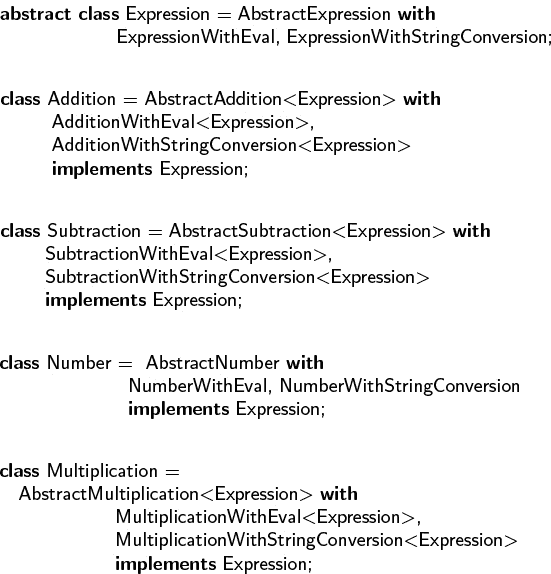 abstract class Expression = AbstractExpression with
ExpressionWithEval, ExpressionWithStringConversion;
class Addition = AbstractAddition<Expression> with
AdditionWithEval<Expression>,
AdditionWithStringConversion<Expression>
implements Expression;
class Subtraction = AbstractSubtraction<Expression> with
SubtractionWithEval<Expression>,
SubtractionWithStringConversion<Expression>
implements Expression;
class Number = AbstractNumber with
NumberWithEval, NumberWithStringConversion
implements Expression;
class Multiplication =
AbstractMultiplication<Expression> with
MultiplicationWithEval<Expression>,
MultiplicationWithStringConversion<Expression>
implements Expression;